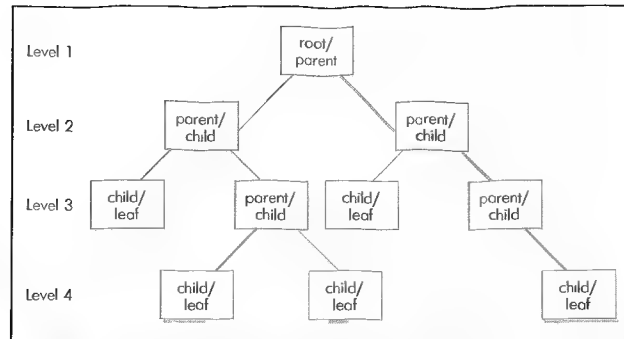 Level 1
root/
parent
Level 2
parent/
child
parent/
child
Level 3
child/
leaf
parent/
child
child/
leaf
parent/
child
Level 4
child/
leaf
child/
leaf
child/
leaf